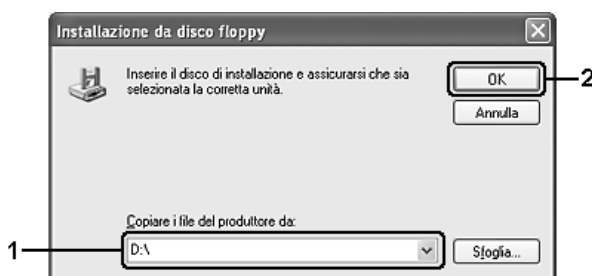 Installazione da disco floppy
Inserire il disco di installazione e assicurarsi che sia
selezionata la corretta unità.
OK
2
Annulla
Copiare i file del produttore da:
1
D:\
Sfoglia...